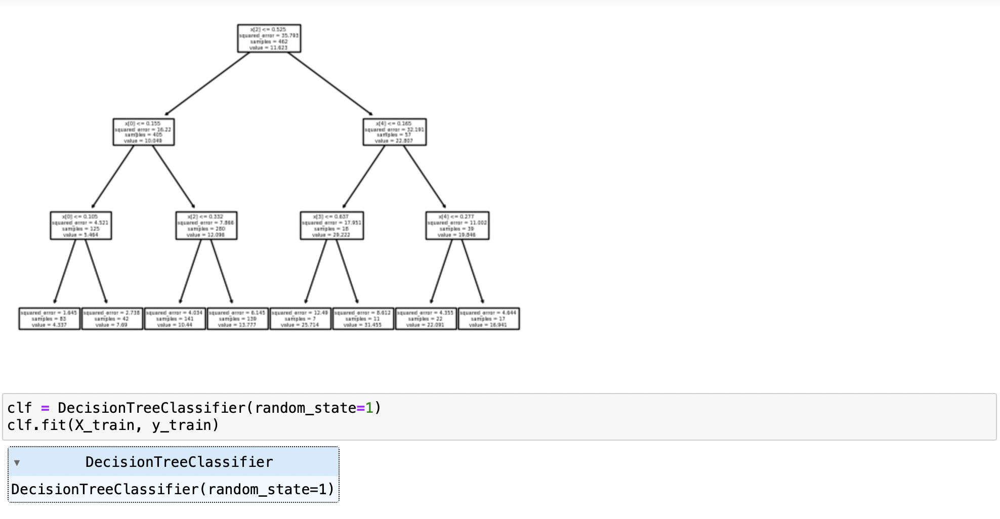 x[2] <= 0.525
squared_error = 35.793
samples = 462
value = 11.623
x[0] <= 0.155
squared_error = 16.22
samples = 405
value = 10.049
x[4] <= 0.165
squared_error = 32.191
samples = 57
value = 22.807
x[0] <= 0.105
squared_error = 4.521
samples = 125
value = 5.464
x[2] <= 0.332
squared_error = 7.866
samples = 280
value = 12.096
x[3] <= 0.637
squared_error = 17.951
samples = 18
value = 29.222
x[4] <= 0.277
squared_error = 11.002
samples = 39
value = 19.846
squared_error = 1.645
samples = 83
value = 4.337
squared_error = 2.738
samples = 42
value = 7.69
squared_error = 4.034
samples = 141
value = 10.44
squared_error = 6.145
samples = 139
value = 13.777
squared_error = 12.49
samples = 7
value = 25.714
squared_error = 8.612
samples = 11
value = 31.455
squared_error = 4.355
samples = 22
value = 22.091
squared_error = 4.644
samples = 17
value = 16.941
clf = DecisionTreeClassifier(random_state=1)
clf.fit(X_train, y_train)
▼ DecisionTreeClassifier
DecisionTreeClassifier(random_state=1)